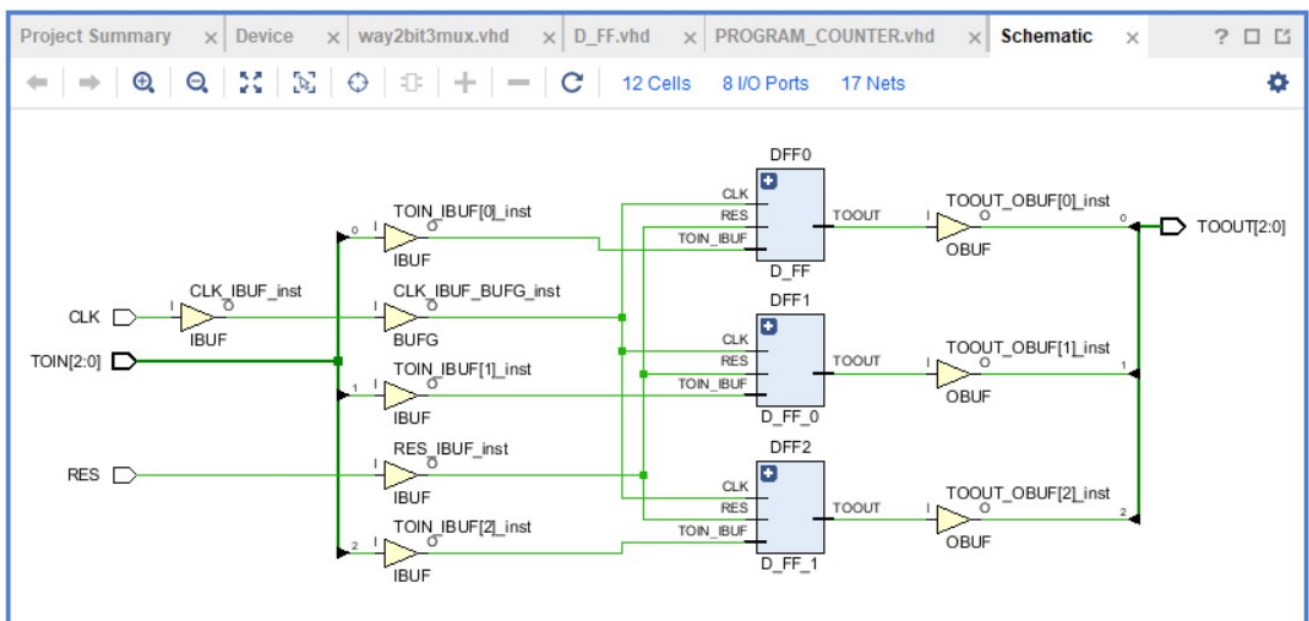 Project Summary × Device × way2bit3mux.vhd × D_FF.vhd × PROGRAM_COUNTER.vhd × Schematic × ?
12 Cells 8 I/O Ports 17 Nets
DFF0
CLK
RES
TOIN_IBUF
TOOUT
D_FF
TOIN_IBUF[0]_inst
0 I O
IBUF
TOOUT_OBUF[0]_inst
I O 0
OBUF
TOOUT[2:0]
CLK
CLK_IBUF_inst
I O
IBUF
CLK_IBUF_BUFG_inst
I O
BUFG
DFF1
CLK
RES
TOIN_IBUF
TOOUT
D_FF_0
TOOUT_OBUF[1]_inst
I O 1
OBUF
TOIN[2:0]
TOIN_IBUF[1]_inst
1 I O
IBUF
RES
RES_IBUF_inst
I O
IBUF
DFF2
CLK
RES
TOIN_IBUF
TOOUT
D_FF_1
TOOUT_OBUF[2]_inst
I O 2
OBUF
TOIN_IBUF[2]_inst
2 I O
IBUF